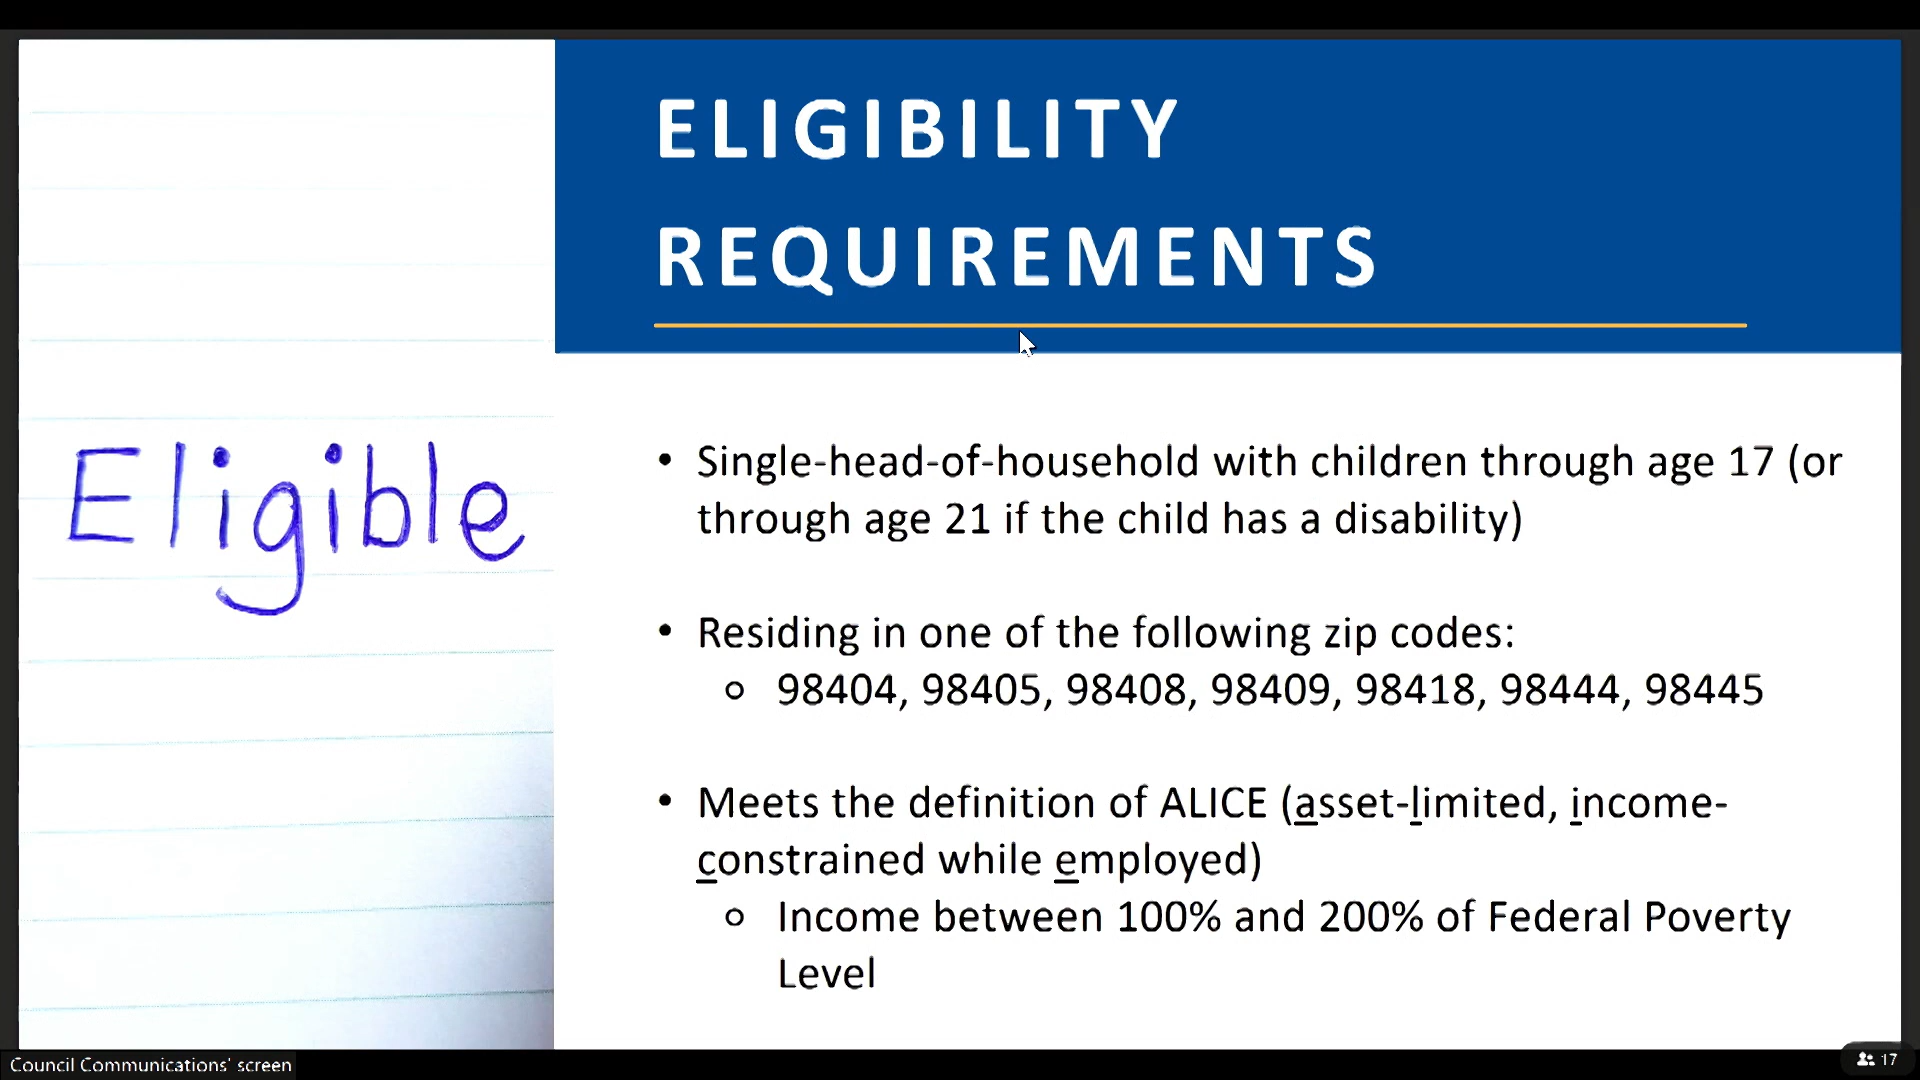 ELIGIBILITY
REQUIREMENTS
Eligible
• Single-head-of-household with children through age 17 (or
through age 21 if the child has a disability)
• Residing in one of the following zip codes:
○ 98404, 98405, 98408, 98409, 98418, 98444, 98445
• Meets the definition of ALICE (asset-limited, income-
constrained while employed)
○ Income between 100% and 200% of Federal Poverty
Level
Council Communications' screen
17